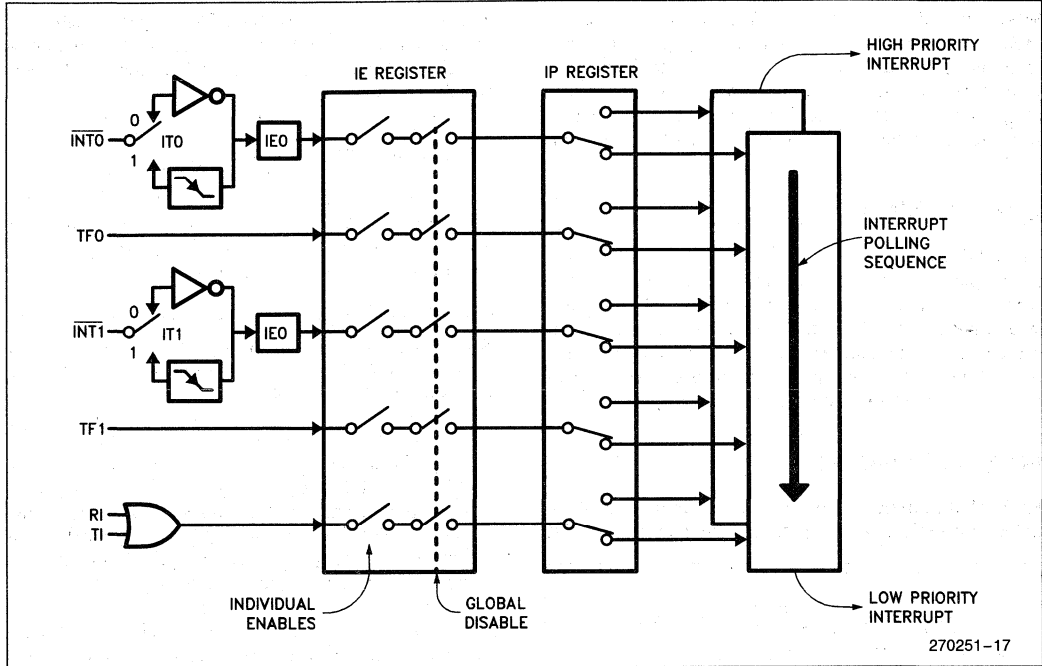 HIGH PRIORITY
INTERRUPT
IE REGISTER
IP REGISTER
0
INT0
IT0
1
IE0
TF0
INTERRUPT
POLLING
SEQUENCE
0
INT1
IT1
1
IE0
TF1
RI
TI
INDIVIDUAL
ENABLES
GLOBAL
DISABLE
LOW PRIORITY
INTERRUPT
270251-17